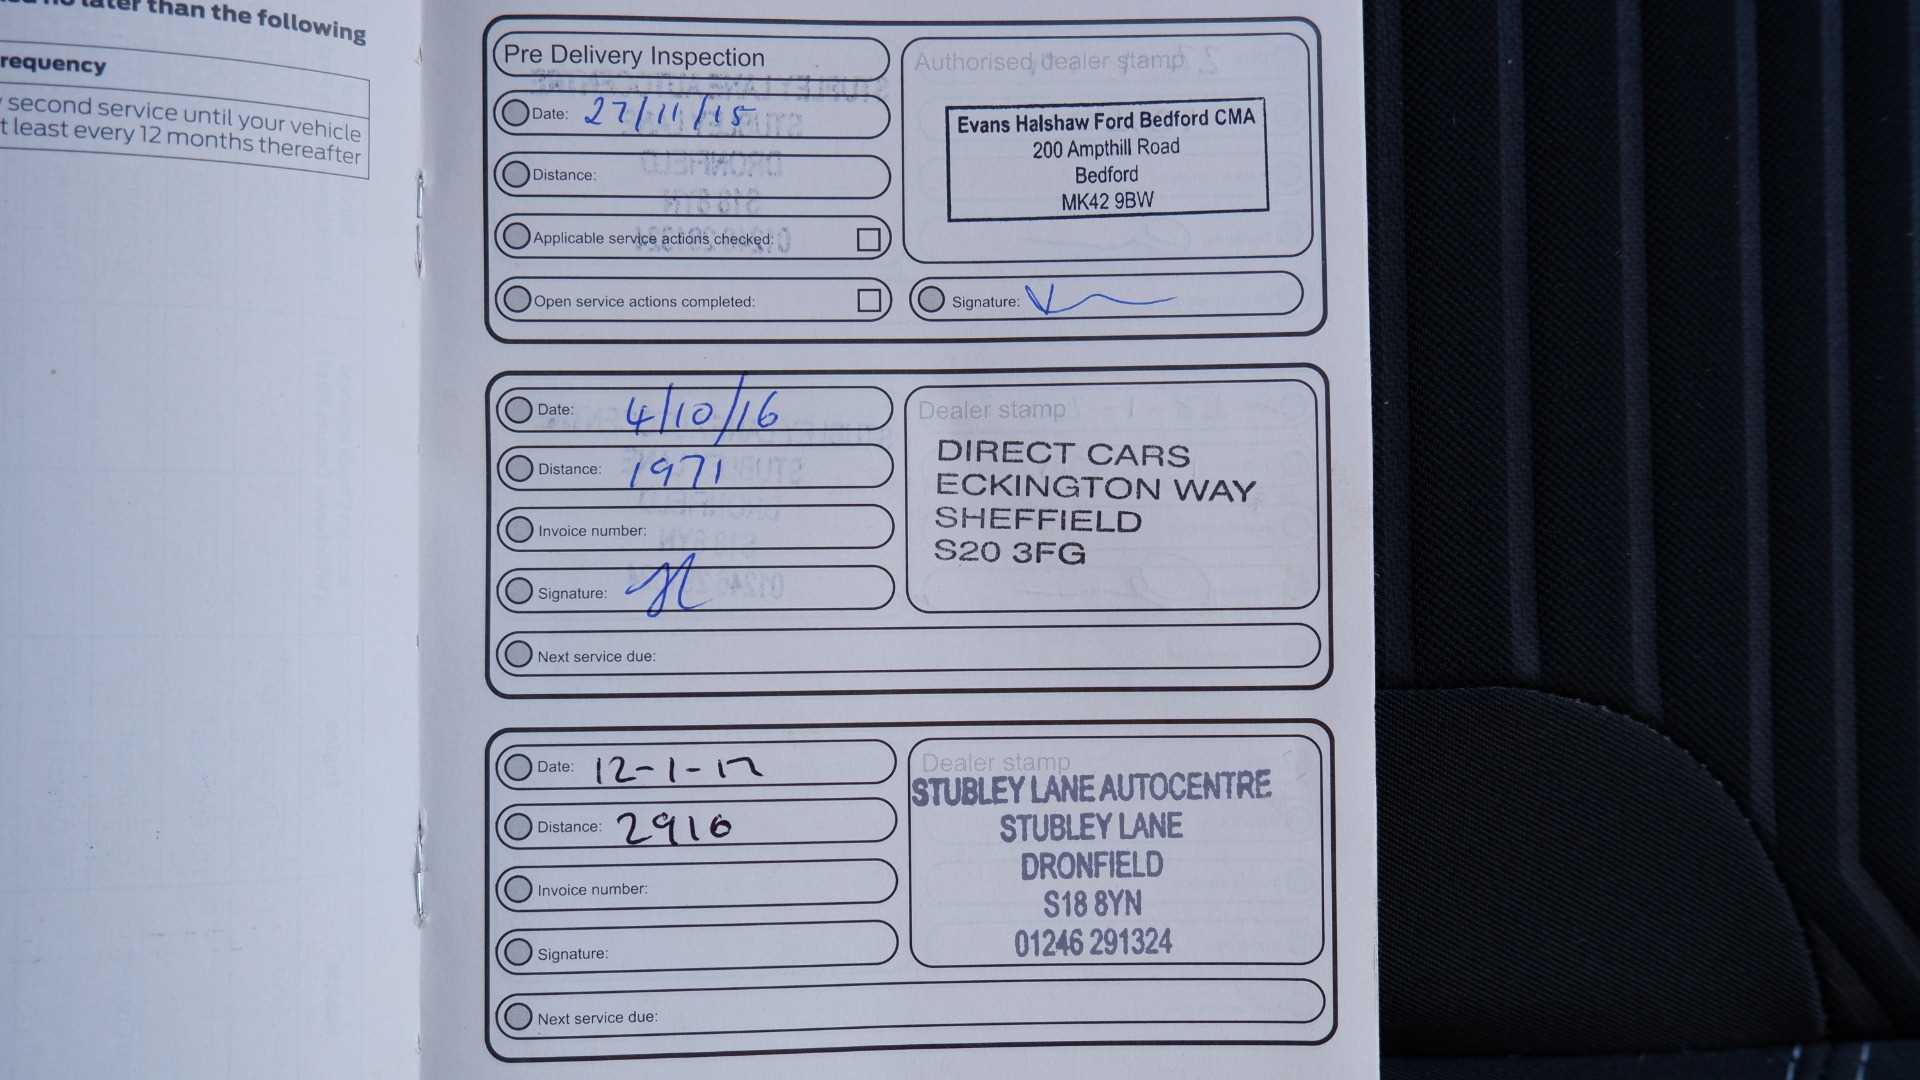 no later than the following
requency
second service until your vehicle
t least every 12 months thereafter
Pre Delivery Inspection
Authorised dealer stamp
Date: 27/11/15
Distance:
Applicable service actions checked:
Open service actions completed:
Evans Halshaw Ford Bedford CMA
200 Ampthill Road
Bedford
MK42 9BW
Signature:
Date: 4/10/16
Distance: 1971
Invoice number:
Signature:
Next service due:
Dealer stamp
DIRECT CARS
ECKINGTON WAY
SHEFFIELD
S20 3FG
Date: 12-1-17
Distance: 2910
Invoice number:
Signature:
Next service due:
Dealer stamp
STUBLEY LANE AUTOCENTRE
STUBLEY LANE
DRONFIELD
S18 8YN
01246 291324